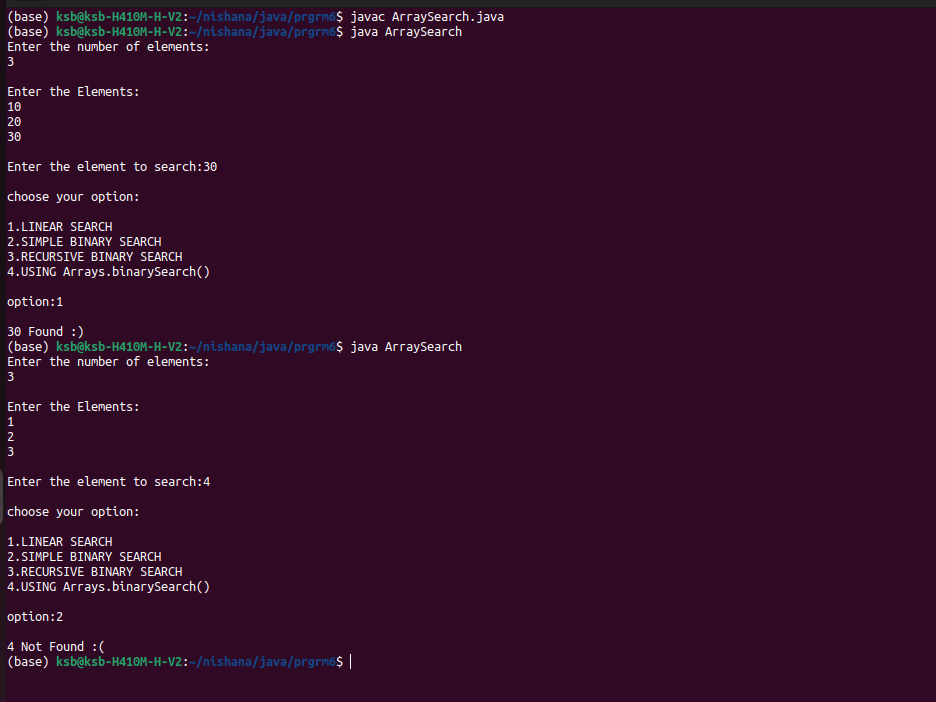 (base) ksb@ksb-H410M-H-V2:~/nishana/java/prgrm6$ javac ArraySearch.java
(base) ksb@ksb-H410M-H-V2:~/nishana/java/prgrm6$ java ArraySearch
Enter the number of elements:
3
Enter the Elements:
10
20
30
Enter the element to search:30
choose your option:
1.LINEAR SEARCH
2.SIMPLE BINARY SEARCH
3.RECURSIVE BINARY SEARCH
4.USING Arrays.binarySearch()
option:1
30 Found :)
(base) ksb@ksb-H410M-H-V2:~/nishana/java/prgrm6$ java ArraySearch
Enter the number of elements:
3
Enter the Elements:
1
2
3
Enter the element to search:4
choose your option:
1.LINEAR SEARCH
2.SIMPLE BINARY SEARCH
3.RECURSIVE BINARY SEARCH
4.USING Arrays.binarySearch()
option:2
4 Not Found :(
(base) ksb@ksb-H410M-H-V2:~/nishana/java/prgrm6$